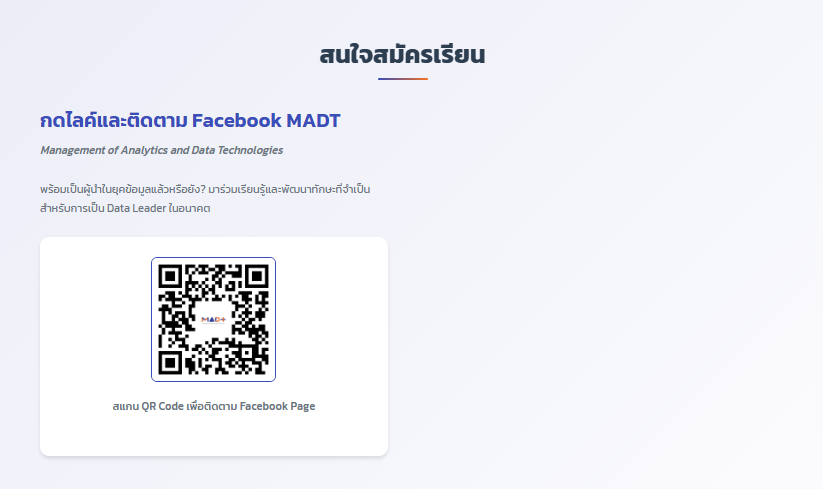 สนใจสมัครเรียน
กดไลค์และติดตาม Facebook MADT
Management of Analytics and Data Technologies
พร้อมเป็นผู้นำในยุคข้อมูลแล้วหรือยัง? มาร่วมเรียนรู้และพัฒนาทักษะที่จำเป็น
สำหรับการเป็น Data Leader ในอนาคต
MADT
สแกน QR Code เพื่อติดตาม Facebook Page